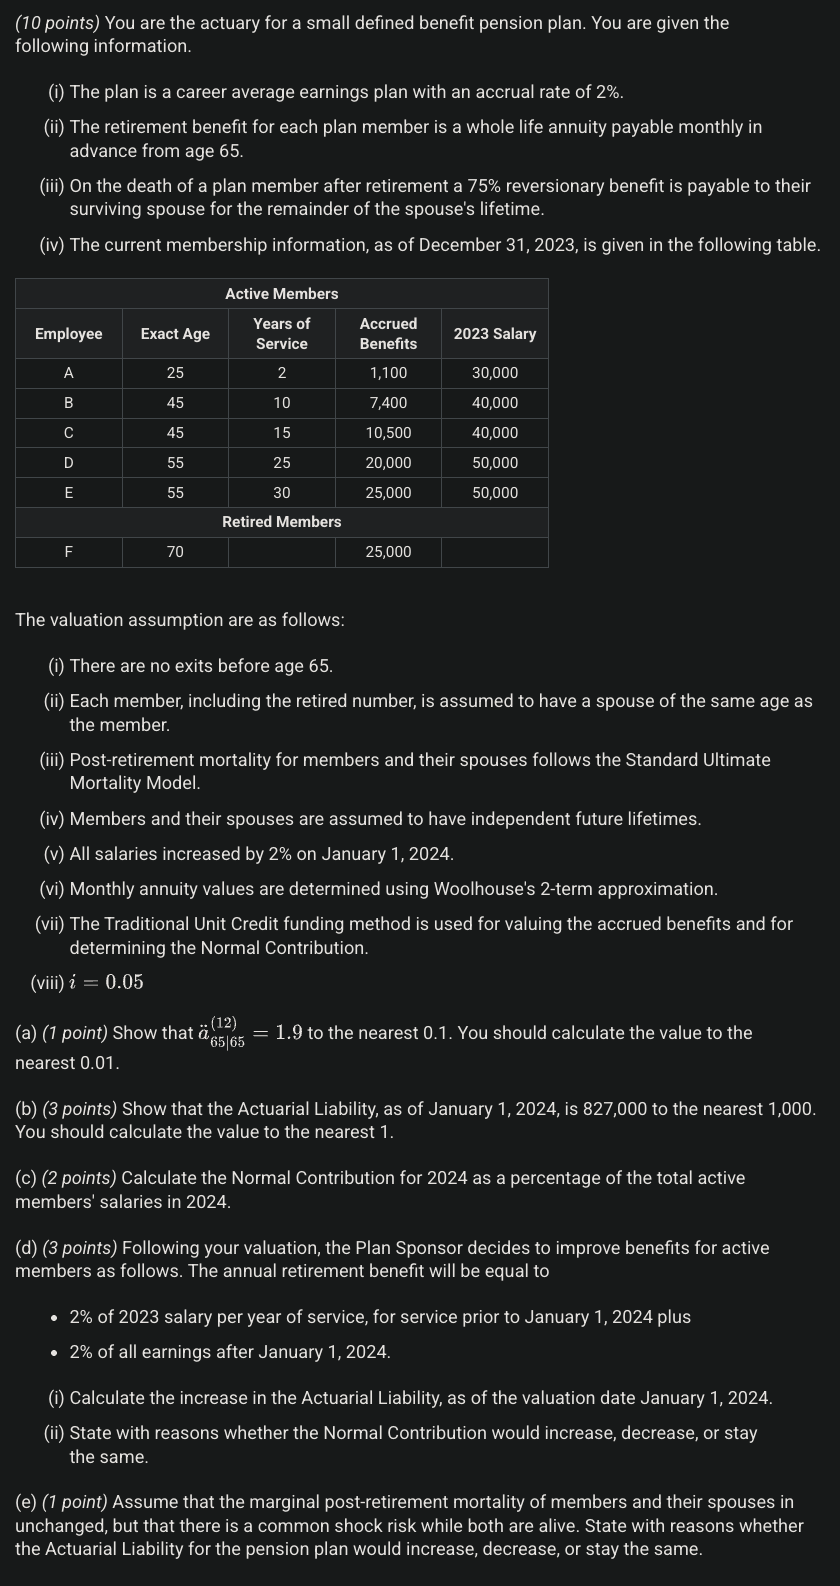 (10 points) You are the actuary for a small defined benefit pension plan. You are given the
following information.
(i) The plan is a career average earnings plan with an accrual rate of 2%.
(ii) The retirement benefit for each plan member is a whole life annuity payable monthly in
advance from age 65.
(iii) On the death of a plan member after retirement a 75% reversionary benefit is payable to their
surviving spouse for the remainder of the spouse's lifetime.
(iv) The current membership information, as of December 31, 2023, is given in the following table.
Active Members
Employee Exact Age Years of Service Accrued Benefits 2023 Salary
A 25 2 1,100 30,000
B 45 10 7,400 40,000
C 45 15 10,500 40,000
D 55 25 20,000 50,000
E 55 30 25,000 50,000
Retired Members
F 70 25,000
The valuation assumption are as follows:
(i) There are no exits before age 65.
(ii) Each member, including the retired number, is assumed to have a spouse of the same age as
the member.
(iii) Post-retirement mortality for members and their spouses follows the Standard Ultimate
Mortality Model.
(iv) Members and their spouses are assumed to have independent future lifetimes.
(v) All salaries increased by 2% on January 1, 2024.
(vi) Monthly annuity values are determined using Woolhouse's 2-term approximation.
(vii) The Traditional Unit Credit funding method is used for valuing the accrued benefits and for
determining the Normal Contribution.
(viii) i = 0.05
(a) (1 point) Show that ä^{(12)}_{65|65} = 1.9 to the nearest 0.1. You should calculate the value to the
nearest 0.01.
(b) (3 points) Show that the Actuarial Liability, as of January 1, 2024, is 827,000 to the nearest 1,000.
You should calculate the value to the nearest 1.
(c) (2 points) Calculate the Normal Contribution for 2024 as a percentage of the total active
members' salaries in 2024.
(d) (3 points) Following your valuation, the Plan Sponsor decides to improve benefits for active
members as follows. The annual retirement benefit will be equal to
• 2% of 2023 salary per year of service, for service prior to January 1, 2024 plus
• 2% of all earnings after January 1, 2024.
(i) Calculate the increase in the Actuarial Liability, as of the valuation date January 1, 2024.
(ii) State with reasons whether the Normal Contribution would increase, decrease, or stay
the same.
(e) (1 point) Assume that the marginal post-retirement mortality of members and their spouses in
unchanged, but that there is a common shock risk while both are alive. State with reasons whether
the Actuarial Liability for the pension plan would increase, decrease, or stay the same.